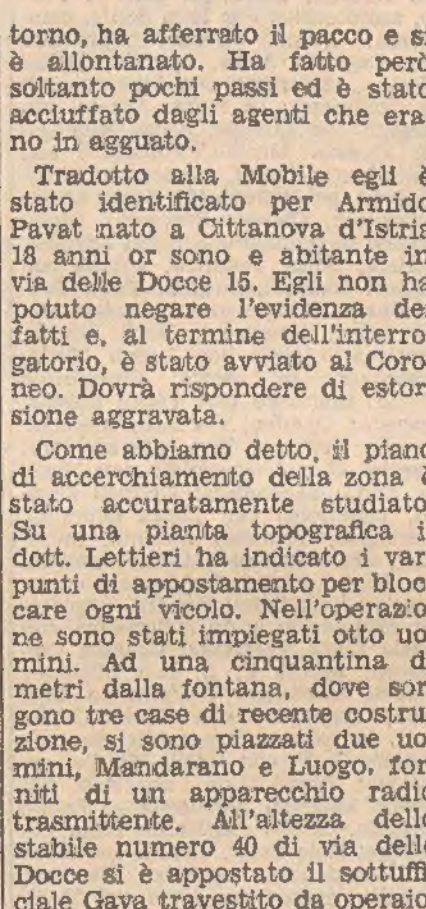 torno, ha afferrato il pacco e si
è allontanato. Ha fatto però
soltanto pochi passi ed è stato
acciuffato dagli agenti che era
no in agguato.
Tradotto alla Mobile egli è
stato identificato per Armido
Pavat nato a Cittanova d'Istria
18 anni or sono e abitante in
via delle Docce 15. Egli non ha
potuto negare l'evidenza dei
fatti e, al termine dell'interro
gatorio, è stato avviato al Coro
neo. Dovrà rispondere di estor
sione aggravata.
Come abbiamo detto, il piano
di accerchiamento della zona è
stato accuratamente studiato
Su una pianta topografica i
dott. Lettieri ha indicato i var
punti di appostamento per bloc
care ogni vicolo. Nell'operazio
ne sono stati impiegati otto uo
mini. Ad una cinquantina d
metri dalla fontana, dove sor
gono tre case di recente costru
zione, si sono piazzati due uo
mini, Mandarano e Luogo, for
niti di un apparecchio radio
trasmittente. All'altezza dello
stabile numero 40 di via delle
Docce si è appostato il sottuffi
ciale Gava travestito da operaio